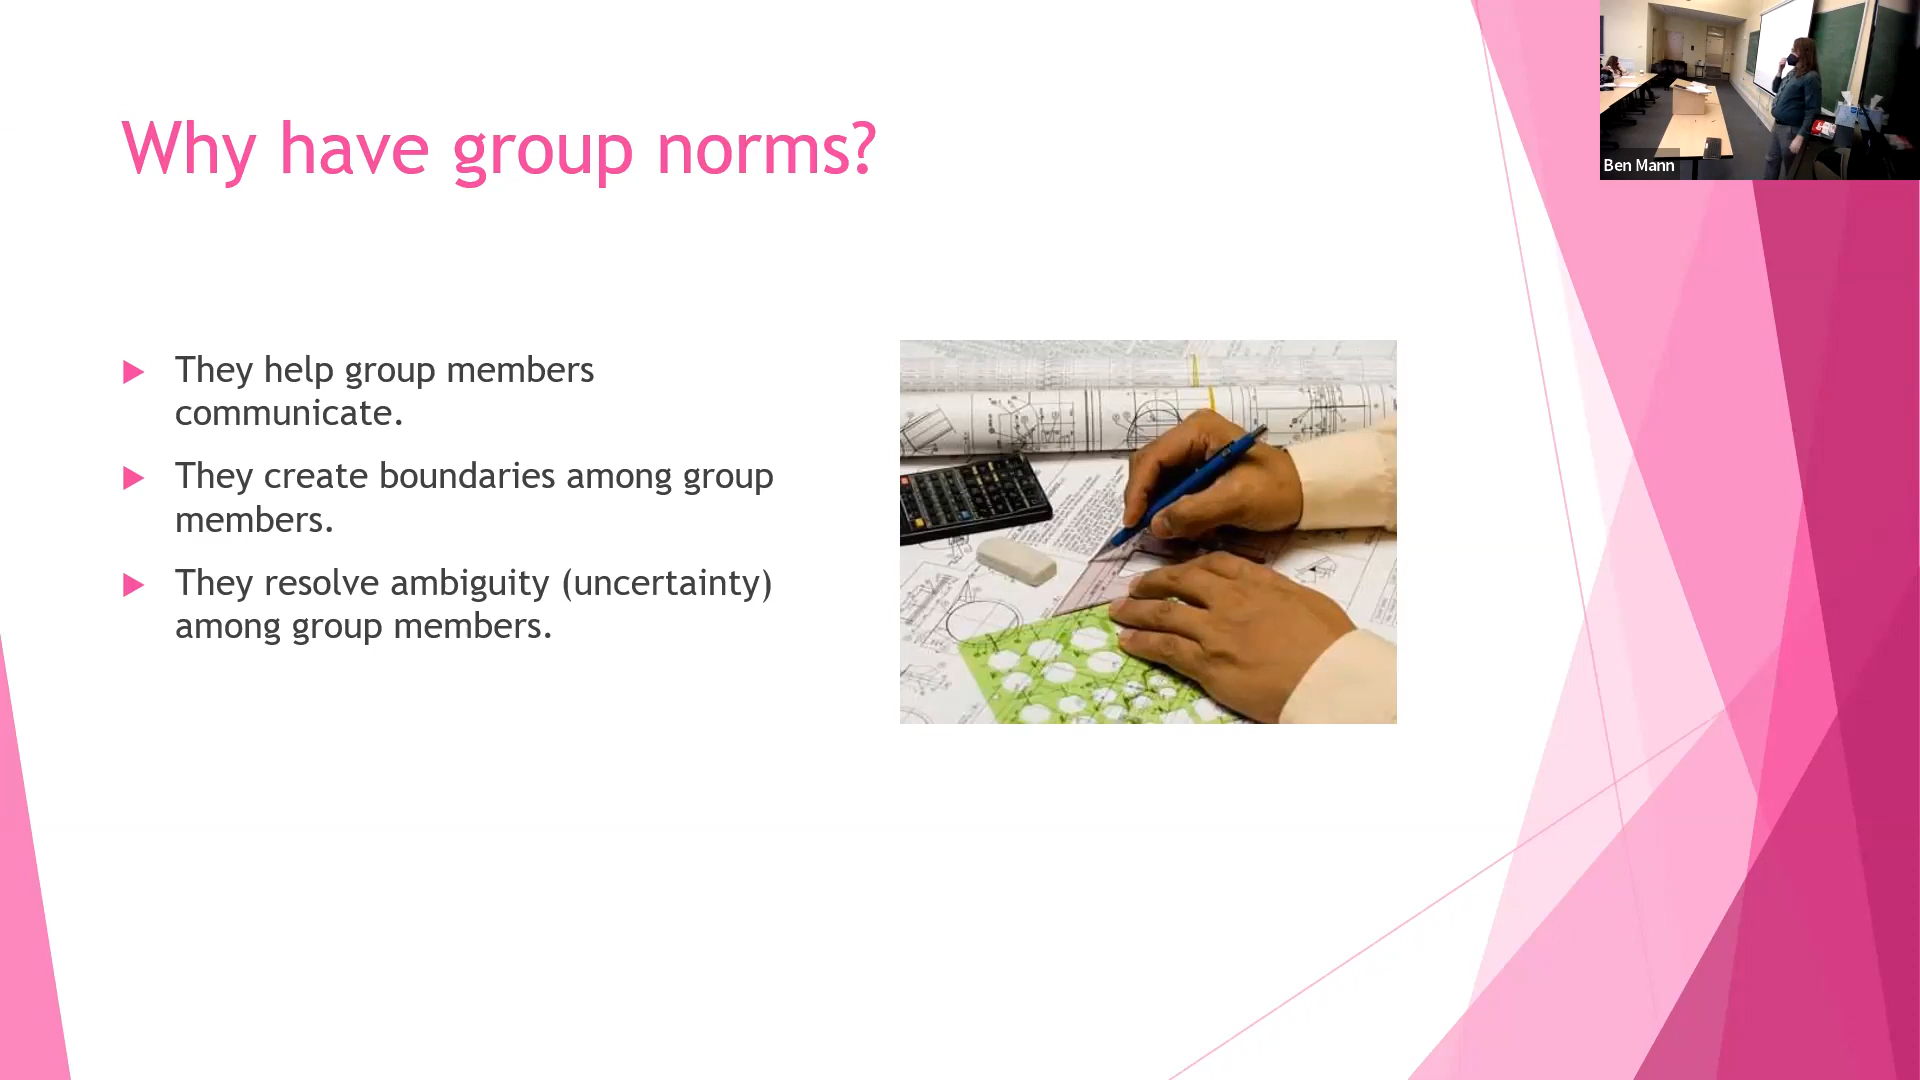 Why have group norms?
They help group members
communicate.
They create boundaries among group
members.
They resolve ambiguity (uncertainty)
among group members.
Ben Mann